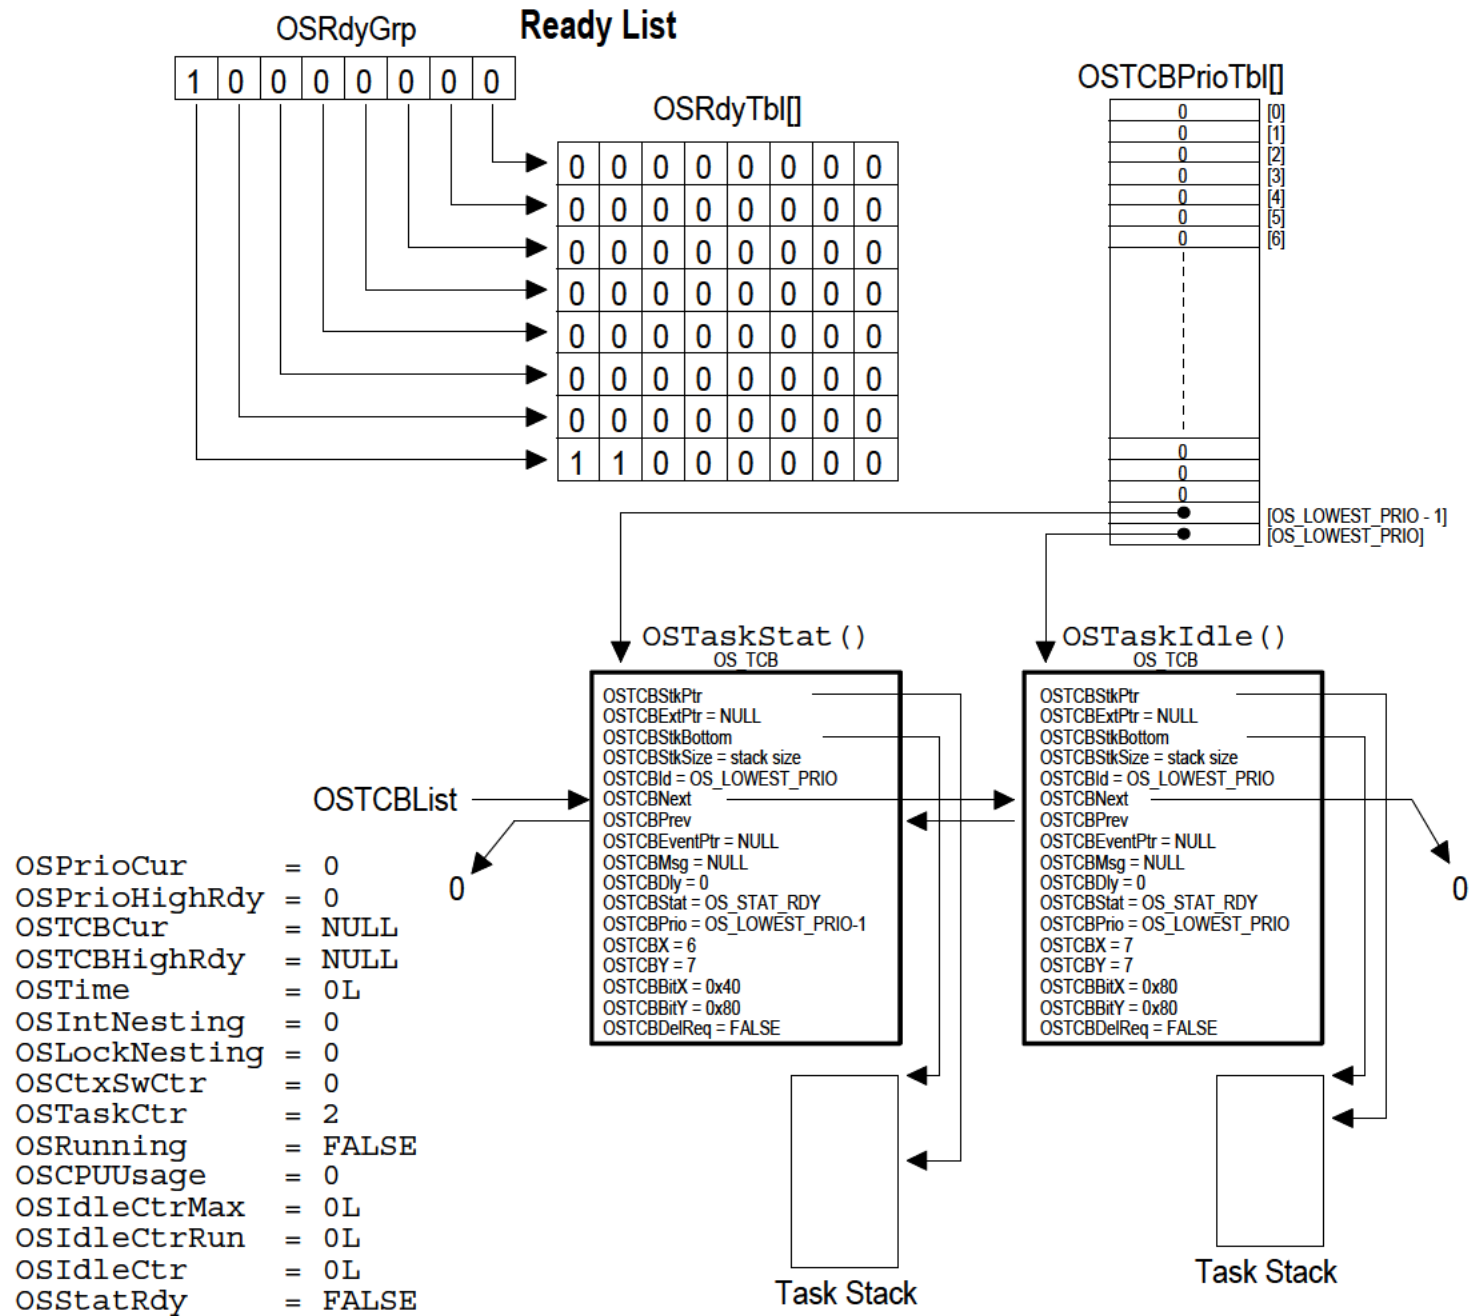 OSRdyGrp
Ready List
1 0 0 0 0 0 0 0
OSRdyTbl[]
0 0 0 0 0 0 0 0
0 0 0 0 0 0 0 0
0 0 0 0 0 0 0 0
0 0 0 0 0 0 0 0
0 0 0 0 0 0 0 0
0 0 0 0 0 0 0 0
0 0 0 0 0 0 0 0
1 1 0 0 0 0 0 0
OSTCBPrioTbl[]
0 [0]
0 [1]
0 [2]
0 [3]
0 [4]
0 [5]
0 [6]
0
0
0
[OS_LOWEST_PRIO - 1]
[OS_LOWEST_PRIO]
OSTaskStat()
OS_TCB
OSTCBStkPtr
OSTCBExtPtr = NULL
OSTCBStkBottom
OSTCBStkSize = stack size
OSTCBId = OS_LOWEST_PRIO
OSTCBNext
OSTCBPrev
OSTCBEventPtr = NULL
OSTCBMsg = NULL
OSTCBDly = 0
OSTCBStat = OS_STAT_RDY
OSTCBPrio = OS_LOWEST_PRIO-1
OSTCBX = 6
OSTCBY = 7
OSTCBBitX = 0x40
OSTCBBitY = 0x80
OSTCBDelReq = FALSE
Task Stack
OSTaskIdle()
OS_TCB
OSTCBStkPtr
OSTCBExtPtr = NULL
OSTCBStkBottom
OSTCBStkSize = stack size
OSTCBId = OS_LOWEST_PRIO
OSTCBNext
OSTCBPrev
OSTCBEventPtr = NULL
OSTCBMsg = NULL
OSTCBDly = 0
OSTCBStat = OS_STAT_RDY
OSTCBPrio = OS_LOWEST_PRIO
OSTCBX = 7
OSTCBY = 7
OSTCBBitX = 0x80
OSTCBBitY = 0x80
OSTCBDelReq = FALSE
Task Stack
0
OSTCBList
0
OSPrioCur = 0
OSPrioHighRdy = 0
OSTCBCur = NULL
OSTCBHighRdy = NULL
OSTime = 0L
OSIntNesting = 0
OSLockNesting = 0
OSCtxSwCtr = 0
OSTaskCtr = 2
OSRunning = FALSE
OSCPUUsage = 0
OSIdleCtrMax = 0L
OSIdleCtrRun = 0L
OSIdleCtr = 0L
OSStatRdy = FALSE